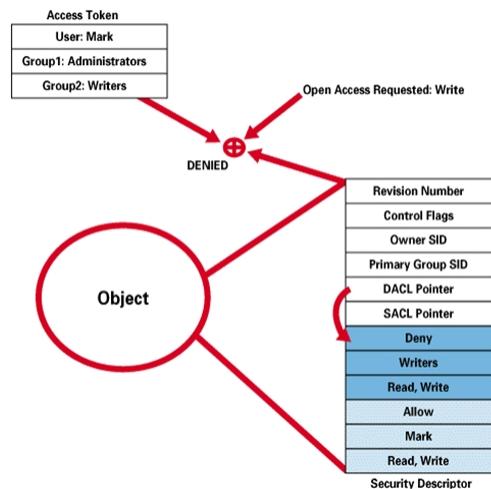 Access Token
User: Mark
Group1: Administrators
Group2: Writers
Open Access Requested: Write
DENIED
Object
Revision Number
Control Flags
Owner SID
Primary Group SID
DACL Pointer
SACL Pointer
Deny
Writers
Read, Write
Allow
Mark
Read, Write
Security Descriptor